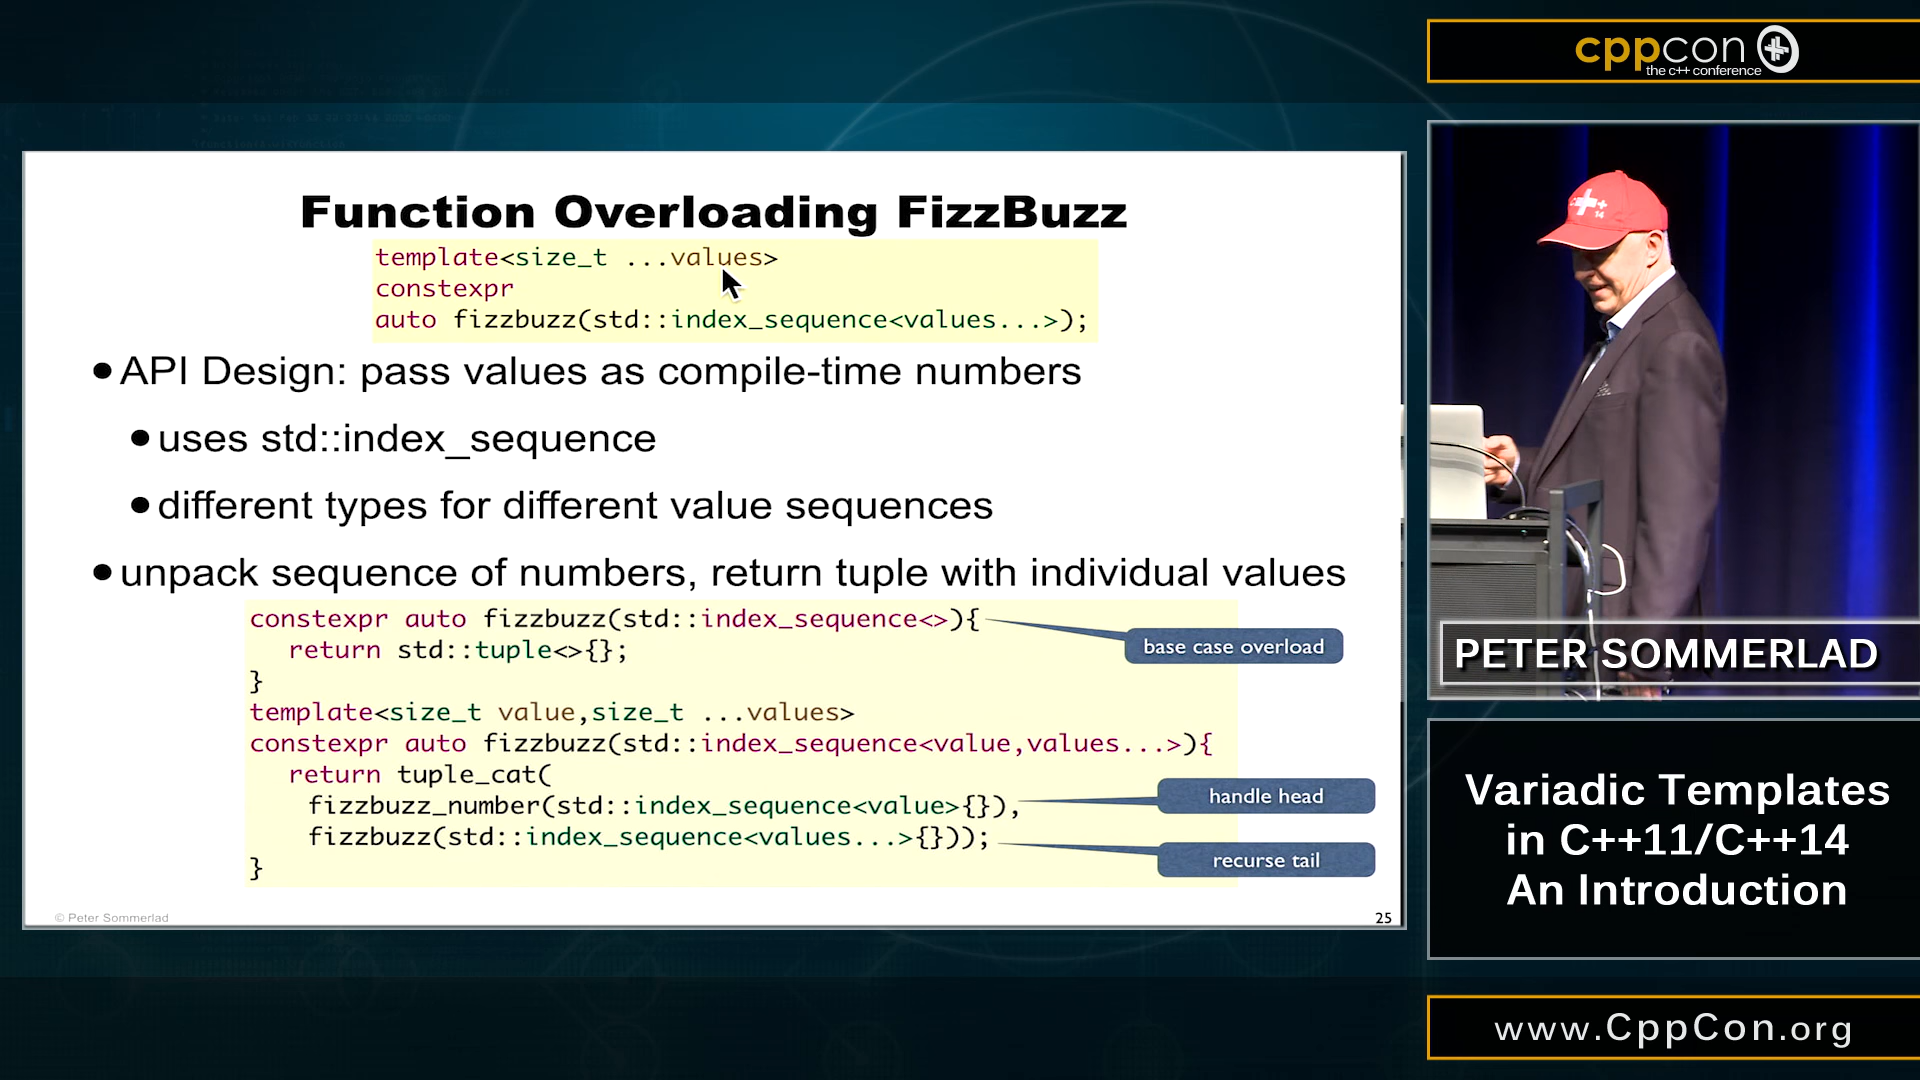 cppcon
the c++ conference
Function Overloading FizzBuzz
template<size_t ...values>
constexpr
auto fizzbuzz(std::index_sequence<values...>);
●API Design: pass values as compile-time numbers
●uses std::index_sequence
●different types for different value sequences
●unpack sequence of numbers, return tuple with individual values
constexpr auto fizzbuzz(std::index_sequence<>){
return std::tuple<>{};
}
base case overload
template<size_t value,size_t ...values>
constexpr auto fizzbuzz(std::index_sequence<value,values...>){
return tuple_cat(
fizzbuzz_number(std::index_sequence<value>{}),
handle head
fizzbuzz(std::index_sequence<values...>{}));
recurse tail
}
© Peter Sommerlad
25
C++
14
PETER SOMMERLAD
Variadic Templates
in C++11/C++14
An Introduction
www.CppCon.org